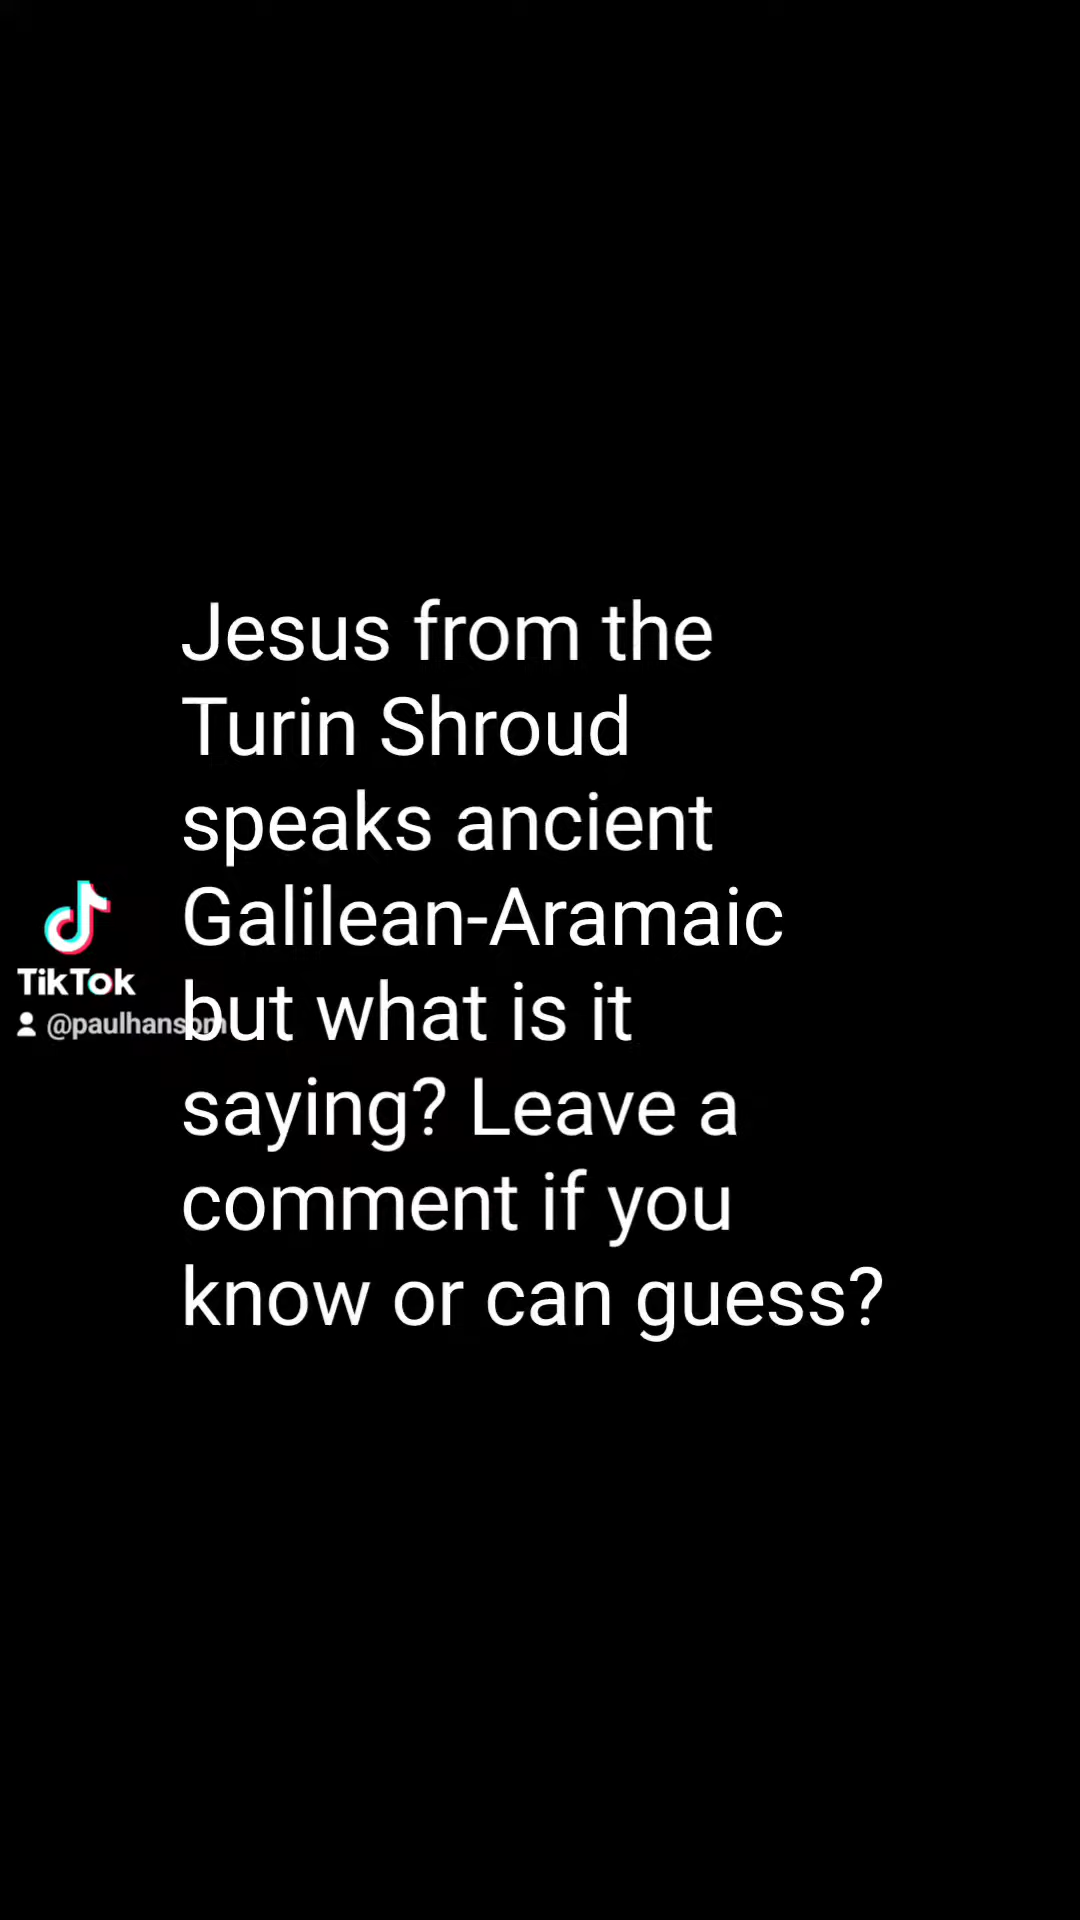 Jesus from the
Turin Shroud
speaks ancient
Galilean-Aramaic
but what is it
saying? Leave a
comment if you
know or can guess?
TikTok
@paulhansom